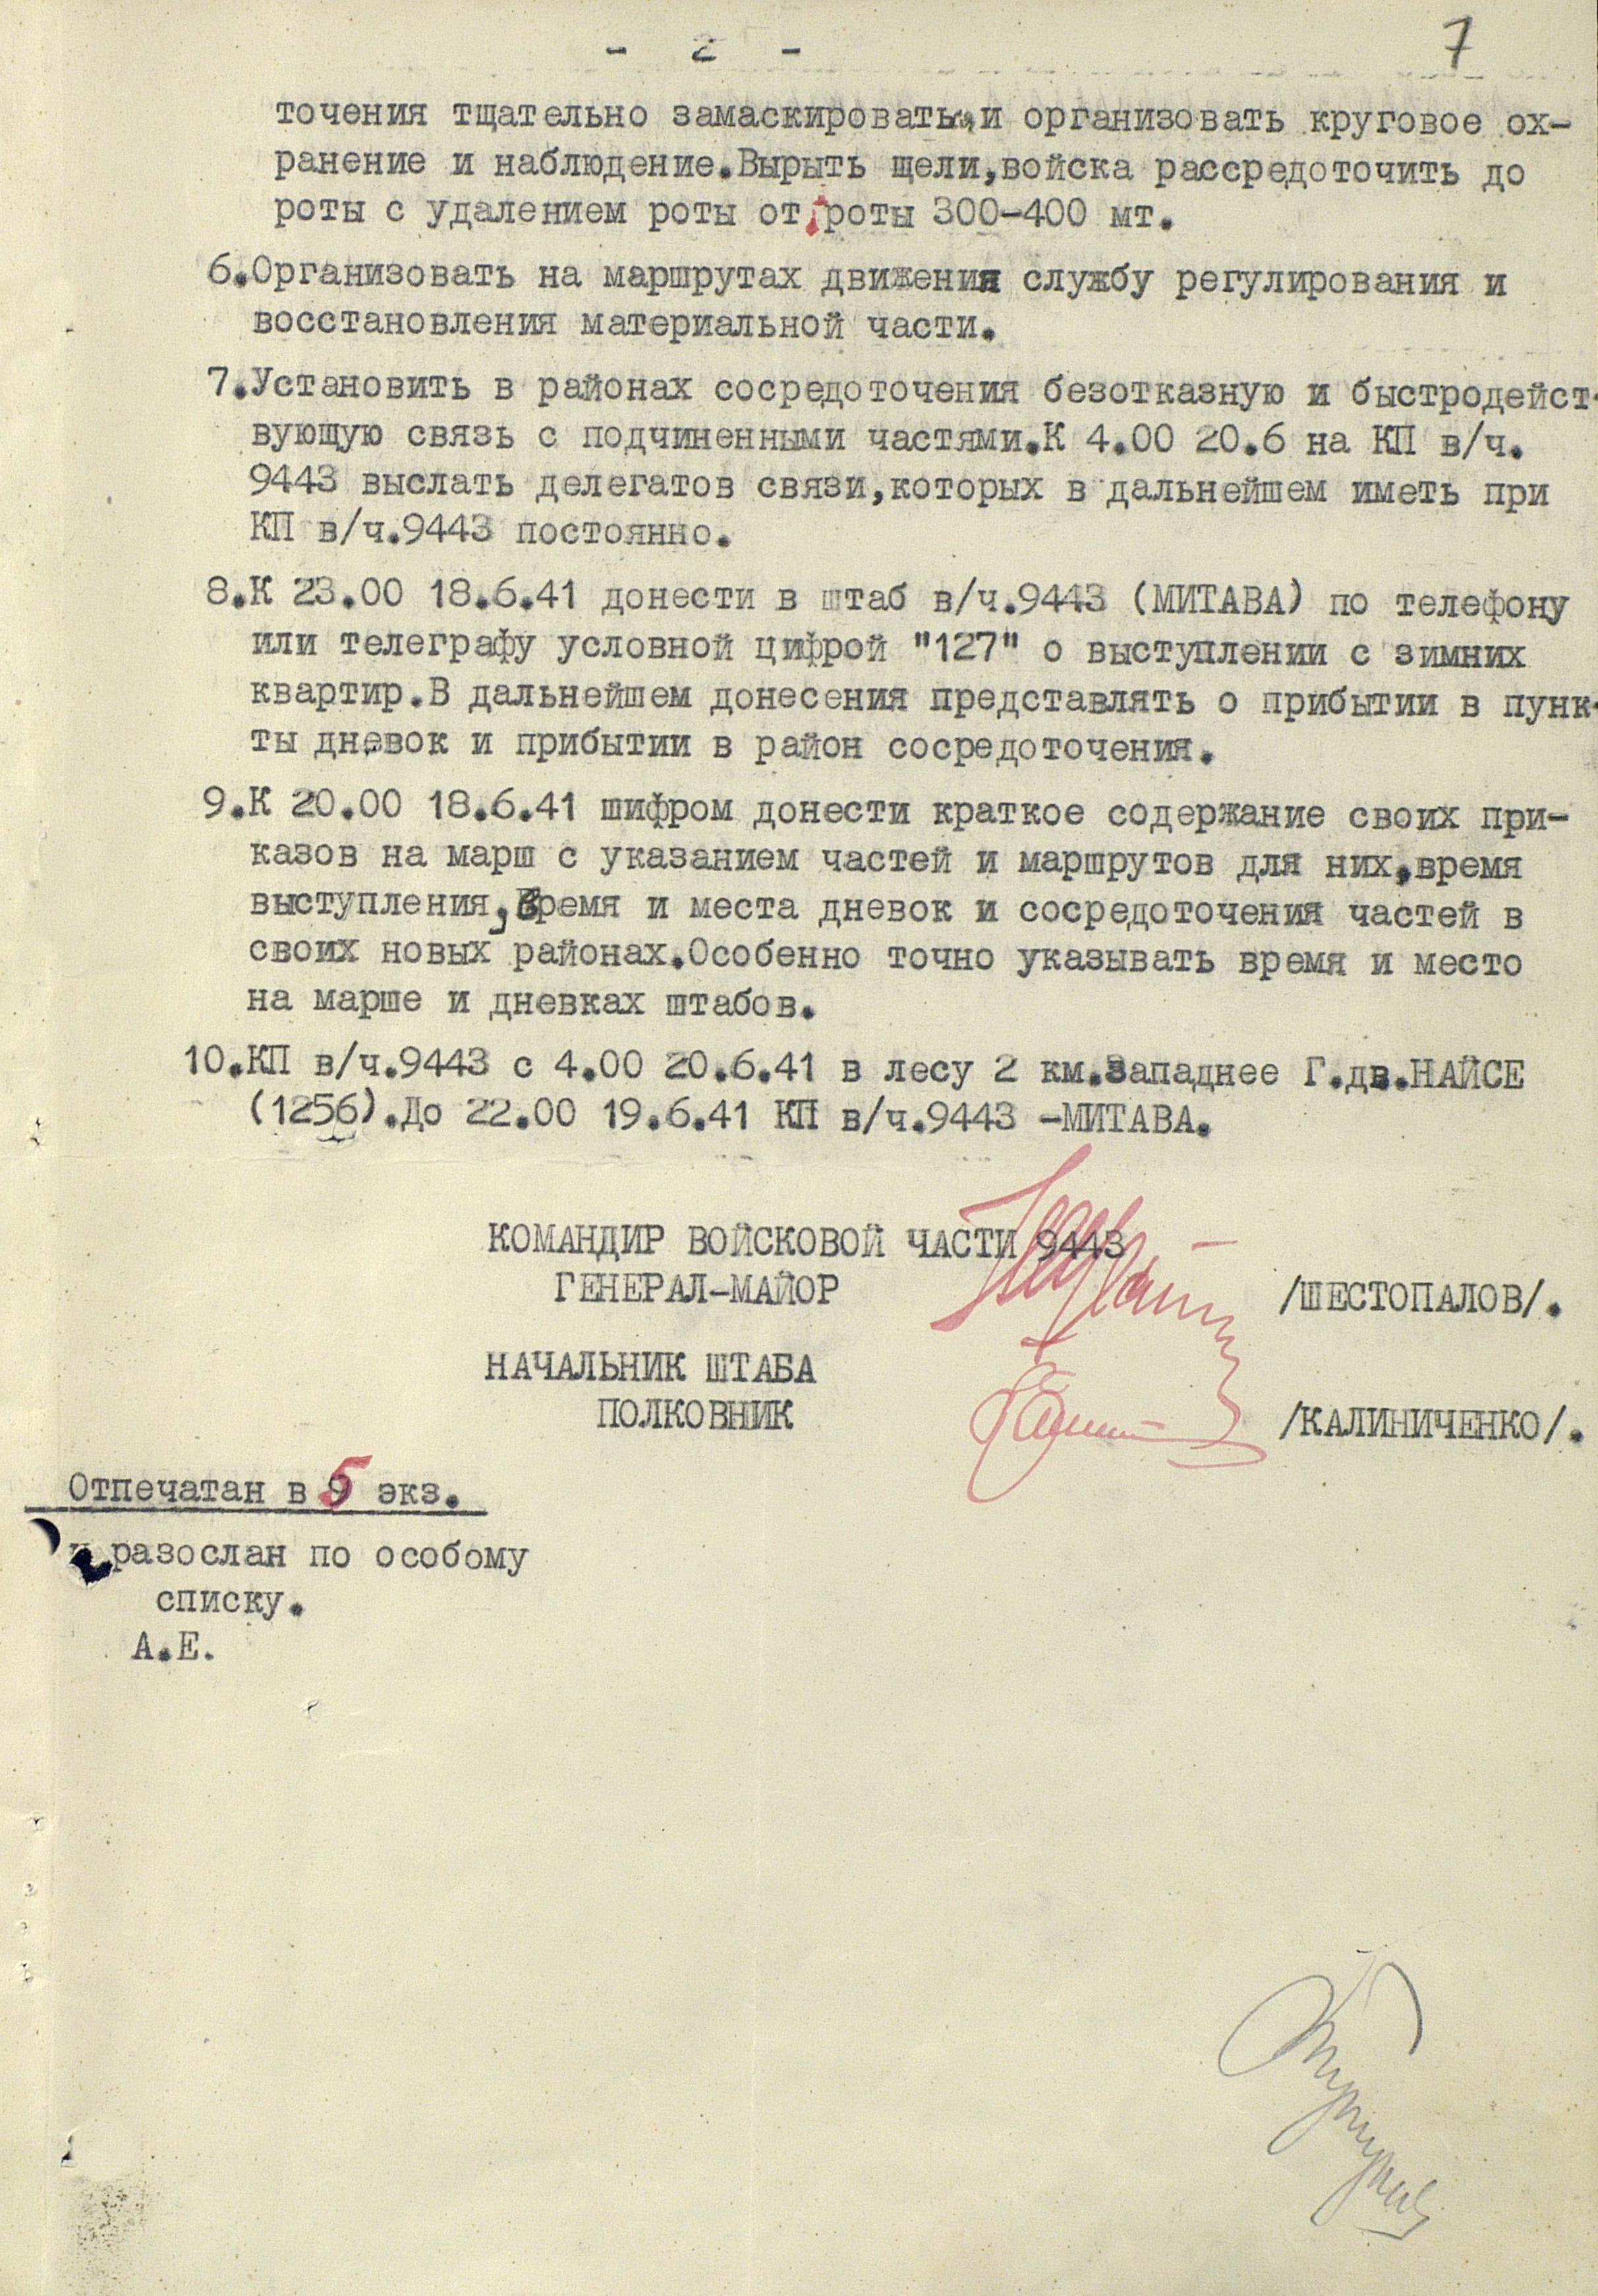 - 2 -
7
точения тщательно замаскировать и организовать круговое ох-
ранение и наблюдение.Вырыть щели,войска рассредоточить до
роты с удалением роты от роты 300-400 мт.
6.Организовать на маршрутах движения службу регулирования и
восстановления материальной части.
7.Установить в районах сосредоточения безотказную и быстродейст-
вующую связь с подчиненными частями.К 4.00 20.6 на КП в/ч.
9443 выслать делегатов связи,которых в дальнейшем иметь при
КП в/ч.9443 постоянно.
8.К 23.00 18.6.41 донести в штаб в/ч.9443 (МИТАВА) по телефону
или телеграфу условной цифрой "127" о выступлении с зимних
квартир.В дальнейшем донесения представлять о прибытии в пунк-
ты дневок и прибытии в район сосредоточения.
9.К 20.00 18.6.41 шифром донести краткое содержание своих при-
казов на марш с указанием частей и маршрутов для них,время
выступления,время и места дневок и сосредоточения частей в
своих новых районах.Особенно точно указывать время и место
на марше и дневках штабов.
10.КП в/ч.9443 с 4.00 20.6.41 в лесу 2 км.западнее Г.дв.НАЙСЕ
(1256).До 22.00 19.6.41 КП в/ч.9443 -МИТАВА.
КОМАНДИР ВОЙСКОВОЙ ЧАСТИ 9443
ГЕНЕРАЛ-МАЙОР /ШЕСТОПАЛОВ/.
НАЧАЛЬНИК ШТАБА
ПОЛКОВНИК /КАЛИНИЧЕНКО/.
Отпечатан в 5 экз.
и разослан по особому
списку.
А.Е.